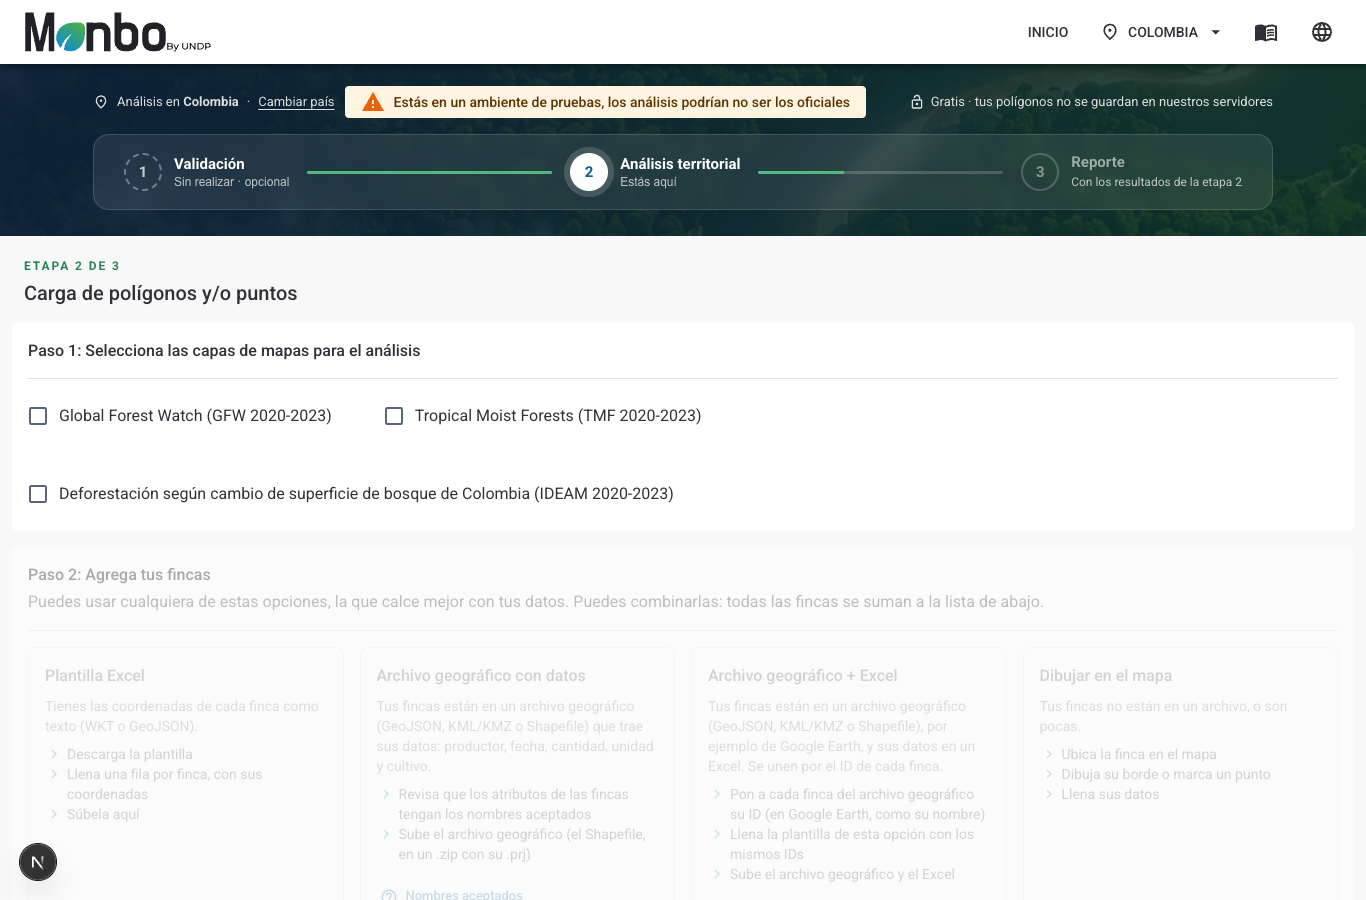 Monbo By UNDP
INICIO
COLOMBIA
Análisis en Colombia · Cambiar país
Estás en un ambiente de pruebas, los análisis podrían no ser los oficiales
Gratis · tus polígonos no se guardan en nuestros servidores
1
Validación
Sin realizar · opcional
2
Análisis territorial
Estás aquí
3
Reporte
Con los resultados de la etapa 2
ETAPA 2 DE 3
Carga de polígonos y/o puntos
Paso 1: Selecciona las capas de mapas para el análisis
Global Forest Watch (GFW 2020-2023)
Tropical Moist Forests (TMF 2020-2023)
Deforestación según cambio de superficie de bosque de Colombia (IDEAM 2020-2023)
Paso 2: Agrega tus fincas
Puedes usar cualquiera de estas opciones, la que calce mejor con tus datos. Puedes combinarlas: todas las fincas se suman a la lista de abajo.
Plantilla Excel
Tienes las coordenadas de cada finca como
texto (WKT o GeoJSON).
Descarga la plantilla
Llena una fila por finca, con sus
coordenadas
Súbela aquí
Archivo geográfico con datos
Tus fincas están en un archivo geográfico
(GeoJSON, KML/KMZ o Shapefile) que trae
sus datos: productor, fecha, cantidad, unidad
y cultivo.
Revisa que los atributos de las fincas
tengan los nombres aceptados
Sube el archivo geográfico (el Shapefile,
en un .zip con su .prj)
Nombres aceptados
Archivo geográfico + Excel
Tus fincas están en un archivo geográfico
(GeoJSON, KML/KMZ o Shapefile), por
ejemplo de Google Earth, y sus datos en un
Excel. Se unen por el ID de cada finca.
Pon a cada finca del archivo geográfico
su ID (en Google Earth, como su nombre)
Llena la plantilla de esta opción con los
mismos IDs
Sube el archivo geográfico y el Excel
Dibujar en el mapa
Tus fincas no están en un archivo, o son
pocas.
Ubica la finca en el mapa
Dibuja su borde o marca un punto
Llena sus datos
N